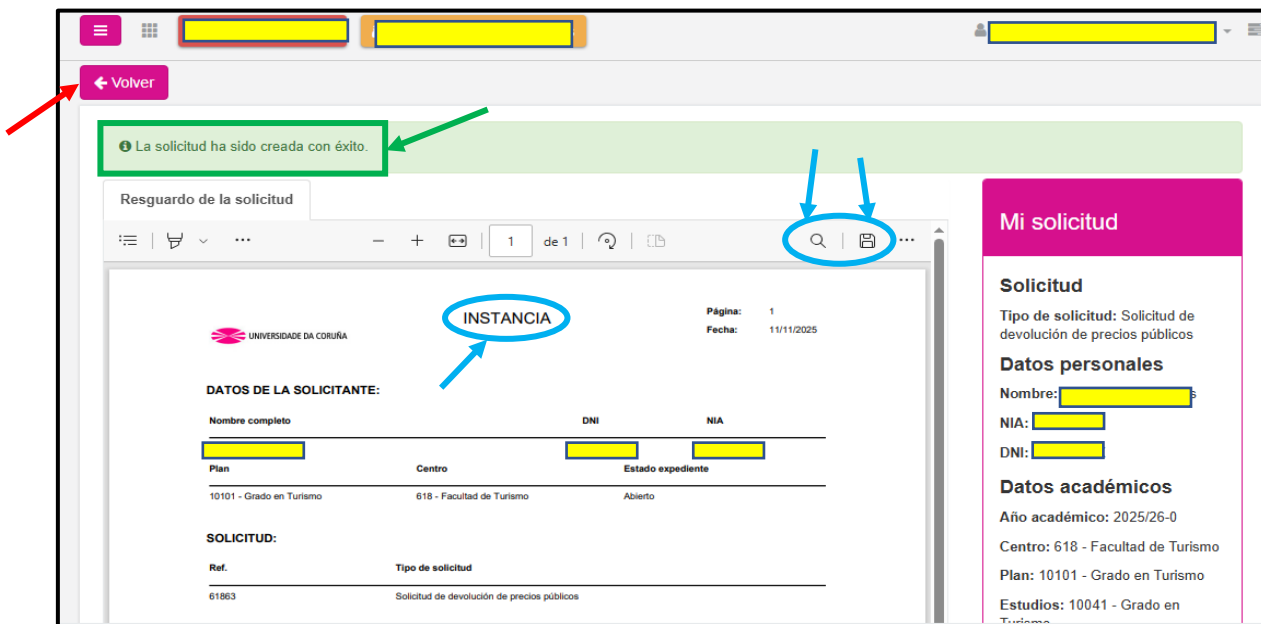 Volver
La solicitud ha sido creada con éxito.
Resguardo de la solicitud
1 de 1
INSTANCIA
Página: 1
Fecha: 11/11/2025
UNIVERSIDADE DA CORUÑA
DATOS DE LA SOLICITANTE:
Nombre completo DNI NIA
Plan Centro Estado expediente
10101 - Grado en Turismo 618 - Facultad de Turismo Abierto
SOLICITUD:
Ref. Tipo de solicitud
61863 Solicitud de devolución de precios públicos
Mi solicitud
Solicitud
Tipo de solicitud: Solicitud de
devolución de precios públicos
Datos personales
Nombre:
NIA:
DNI:
Datos académicos
Año académico: 2025/26-0
Centro: 618 - Facultad de Turismo
Plan: 10101 - Grado en Turismo
Estudios: 10041 - Grado en